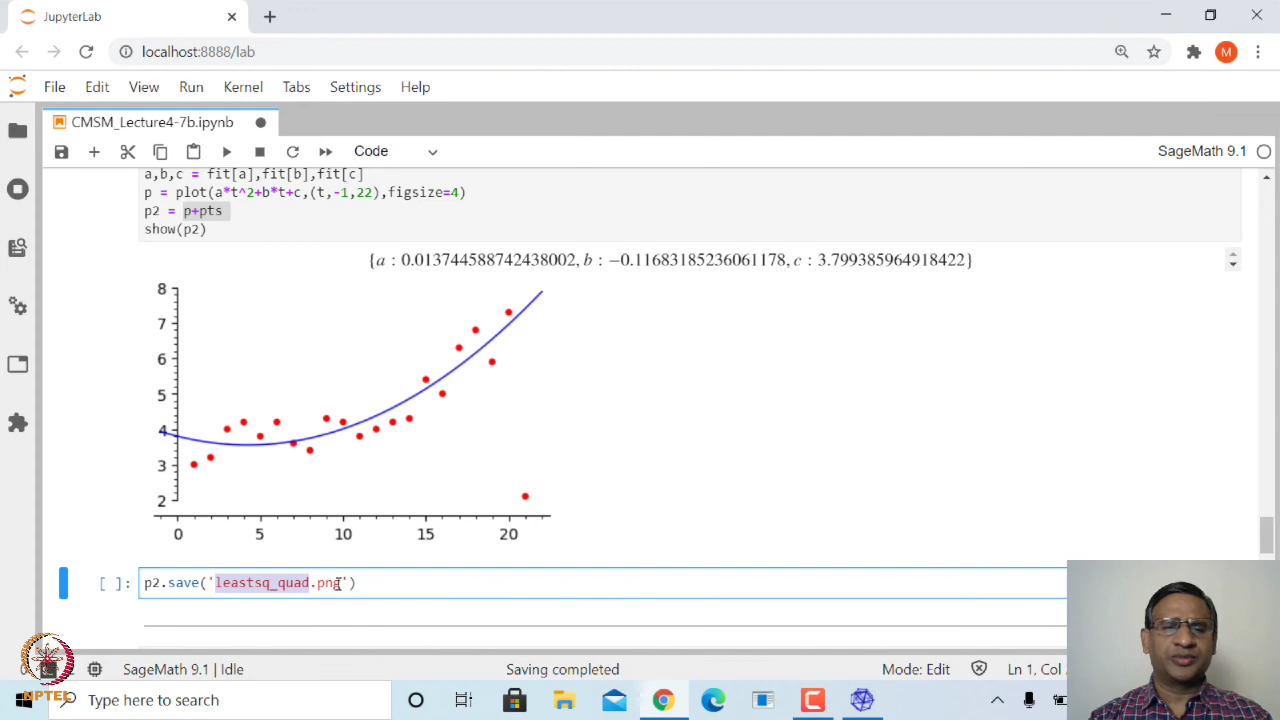 JupyterLab
localhost:8888/lab
M
File Edit View Run Kernel Tabs Settings Help
CMSM_Lecture4-7b.ipynb
Code
SageMath 9.1
a,b,c = fit[a],fit[b],fit[c]
p = plot(a*t^2+b*t+c,(t,-1,22),figsize=4)
p2 = p+pts
show(p2)
{a : 0.013744588742438002, b : −0.11683185236061178, c : 3.799385964918422}
8
7
6
5
4
3
2
0 5 10 15 20
[ ]: p2.save('leastsq_quad.png')
SageMath 9.1 | Idle
Saving completed
Mode: Edit
Ln 1, Col
NPTEL
Type here to search